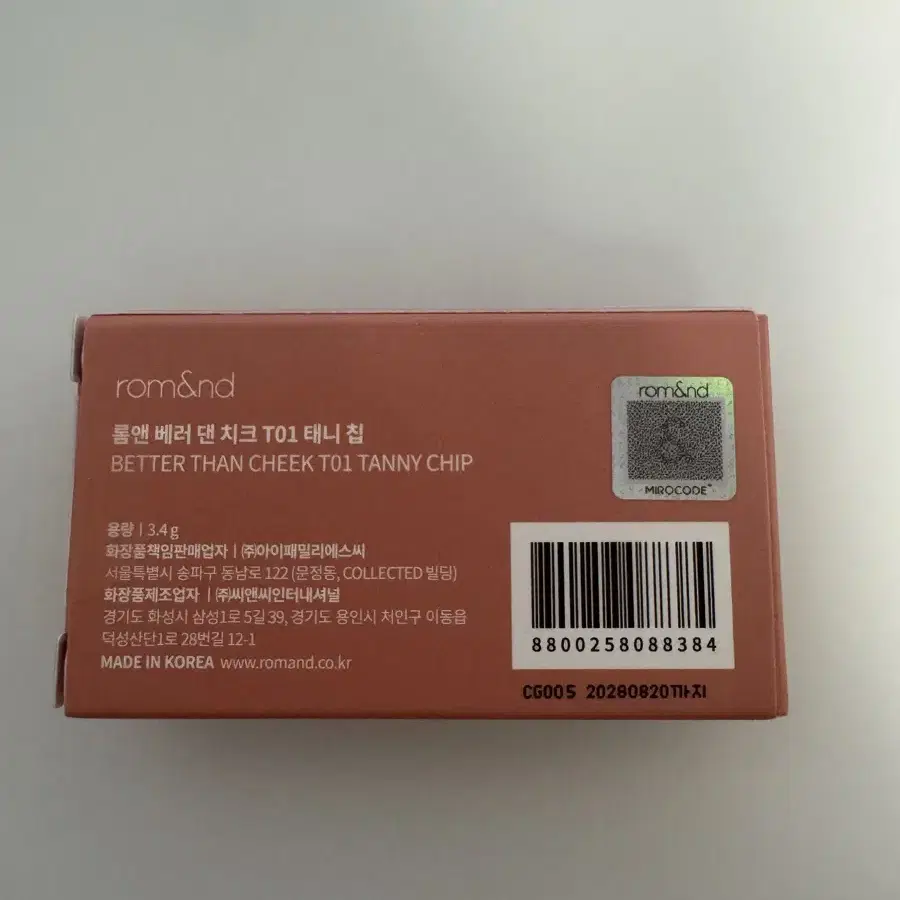 rom&nd
롬앤 베러 댄 치크 T01 태니 칩
BETTER THAN CHEEK T01 TANNY CHIP
용량 | 3.4 g
화장품책임판매업자 | ㈜아이패밀리에스씨
서울특별시 송파구 동남로 122 (문정동, COLLECTED 빌딩)
화장품제조업자 | ㈜씨앤씨인터내셔널
경기도 화성시 삼성1로 5길 39, 경기도 용인시 처인구 이동읍
덕성산단1로 28번길 12-1
MADE IN KOREA www.romand.co.kr
rom&nd
MIROCODE
8800258088384
CG005 20280820까지